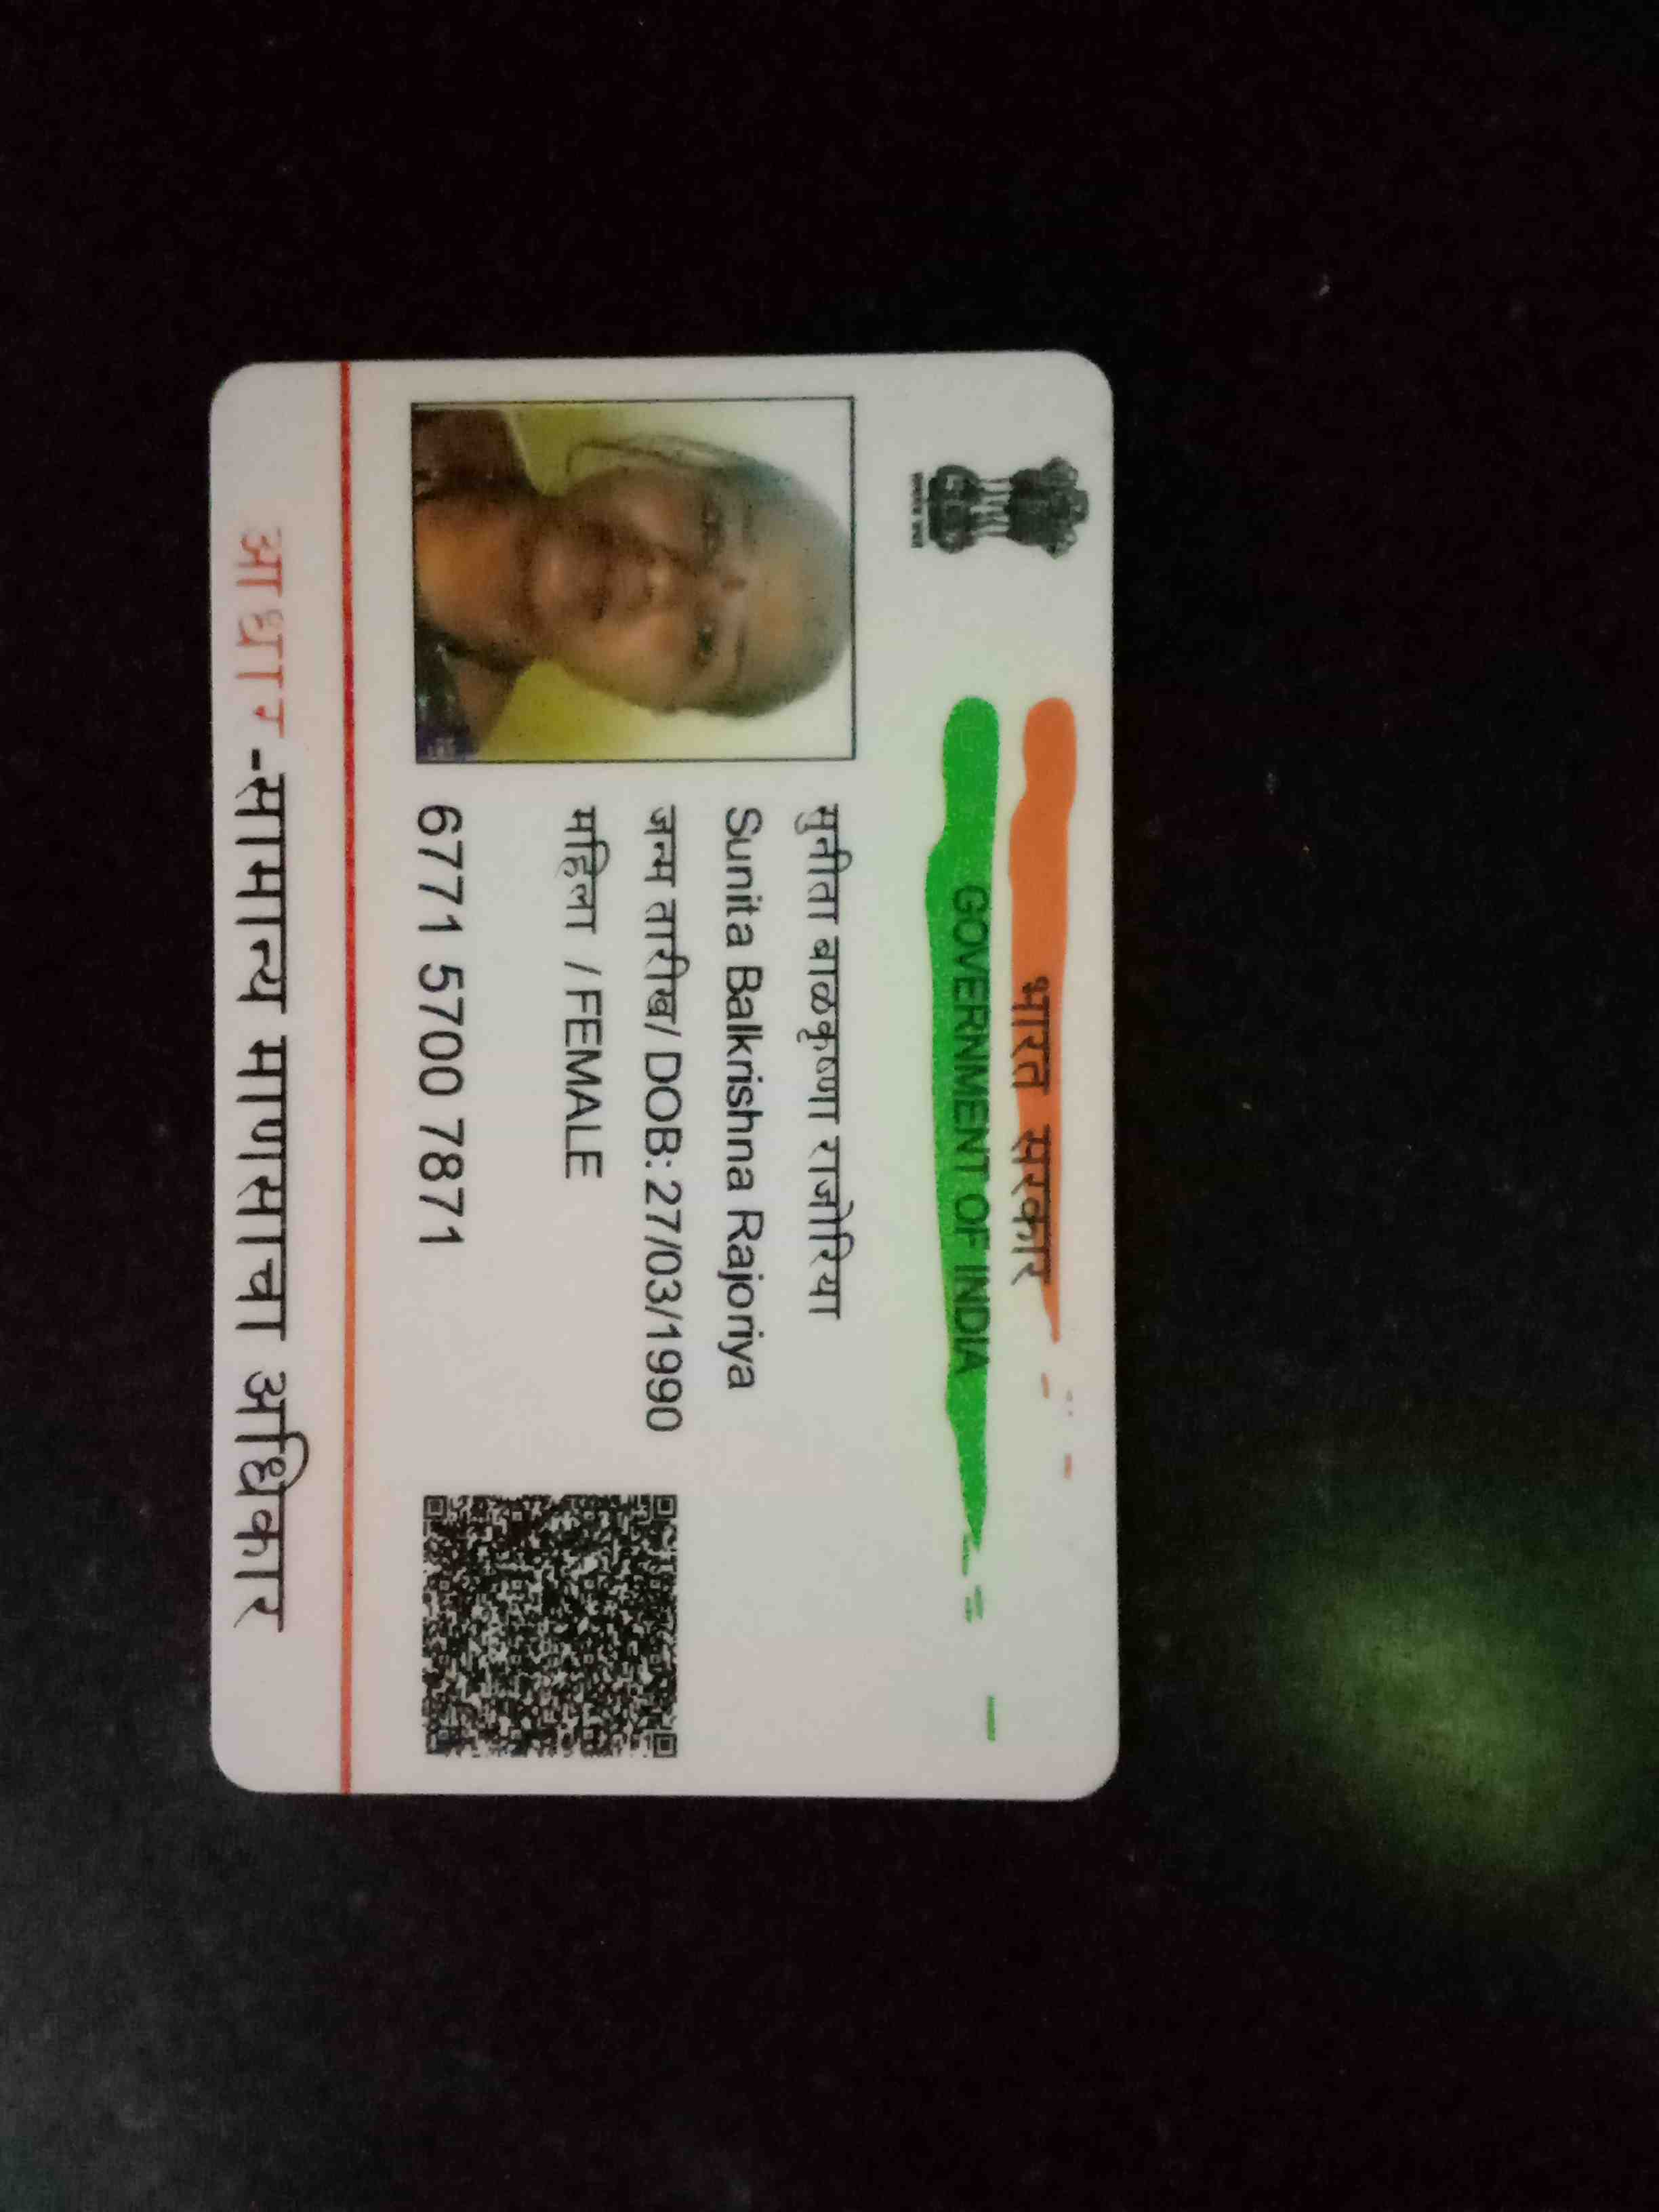 भारत सरकार
GOVERNMENT OF INDIA
सुनीता बाळकृष्णा राजोरिया
Sunita Balkrishna Rajoriya
जन्म तारीख/ DOB: 27/03/1990
महिला / FEMALE
6771 5700 7871
आधार -सामान्य माणसाचा अधिकार